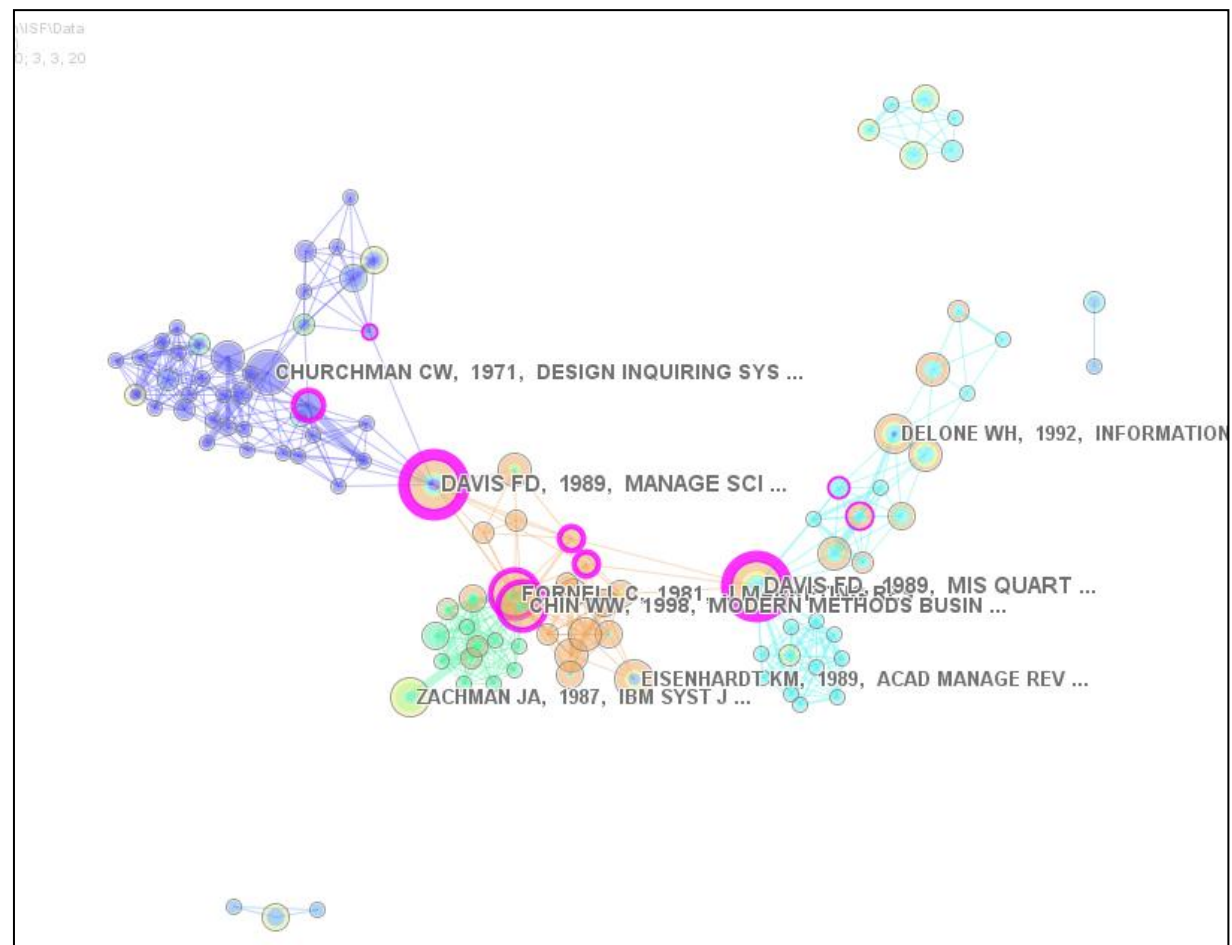 \ISF\Data
)
0; 3, 3, 20
CHURCHMAN CW, 1971, DESIGN INQUIRING SYS ...
DELONE WH, 1992, INFORMATION
DAVIS FD, 1989, MANAGE SCI ...
DAVIS FD, 1989, MIS QUART ...
FORNELL C, 1981, J
CHIN WW, 1998, MODERN METHODS BUSIN ...
EISENHARDT KM, 1989, ACAD MANAGE REV ...
ZACHMAN JA, 1987, IBM SYST J ...